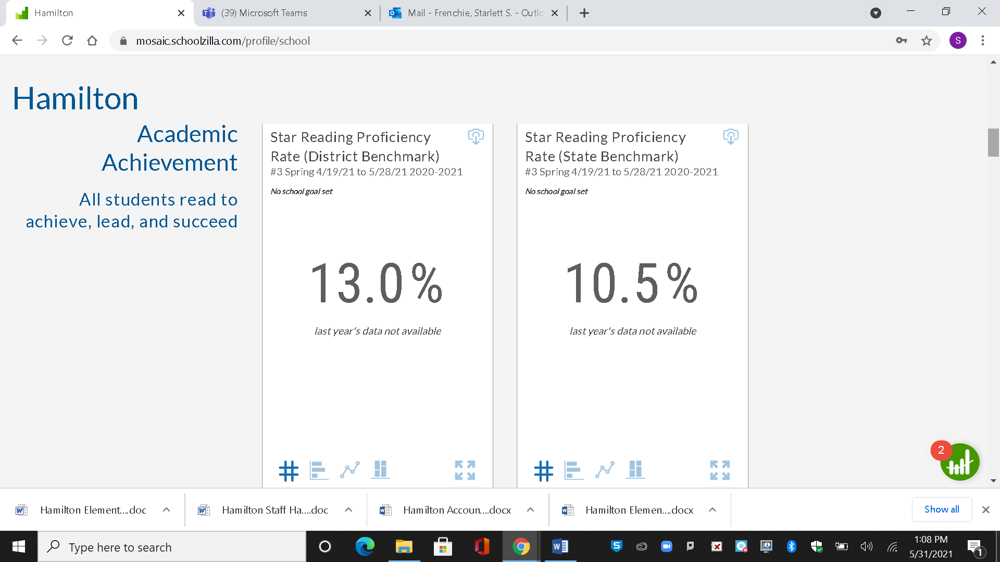 Hamilton
(39) Microsoft Teams
Mail - Frenchie, Starlett S. - Outlo
mosaic.schoolzilla.com/profile/school
S
Hamilton
Academic
Achievement
All students read to
achieve, lead, and succeed
Star Reading Proficiency
Rate (District Benchmark)
#3 Spring 4/19/21 to 5/28/21 2020-2021
No school goal set
13.0%
last year's data not available
Star Reading Proficiency
Rate (State Benchmark)
#3 Spring 4/19/21 to 5/28/21 2020-2021
No school goal set
10.5%
last year's data not available
2
Hamilton Element....doc
Hamilton Staff Ha....doc
Hamilton Accoun....docx
Hamilton Elemen....docx
Show all
Type here to search
1:08 PM
5/31/2021
1